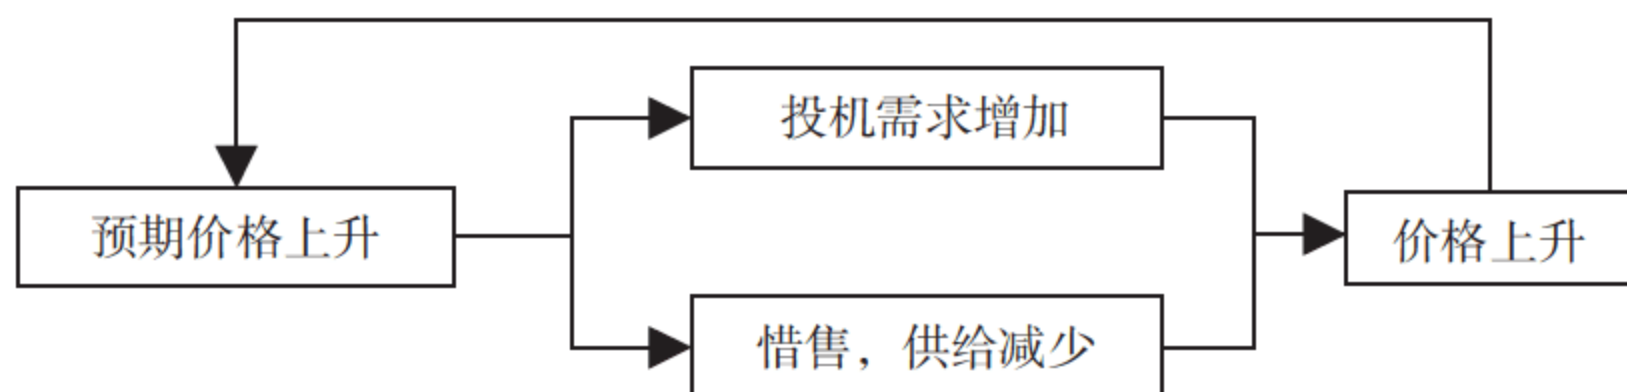 投机需求增加
预期价格上升
价格上升
惜售，供给减少